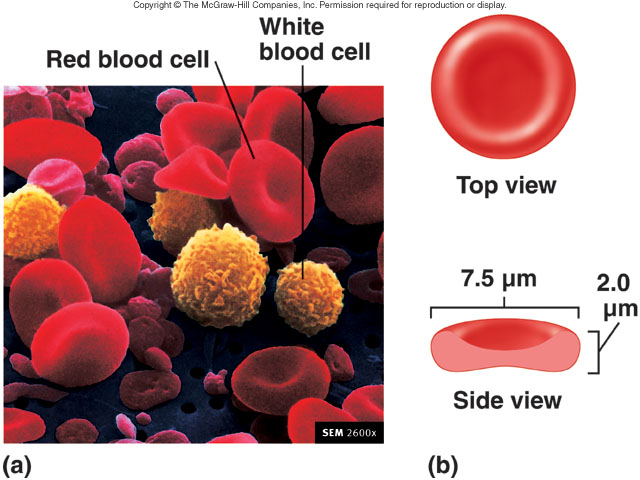 Copyright © The McGraw-Hill Companies, Inc. Permission required for reproduction or display.
Red blood cell
White
blood cell
SEM 2600x
(a)
Top view
7.5 µm
2.0
µm
Side view
(b)